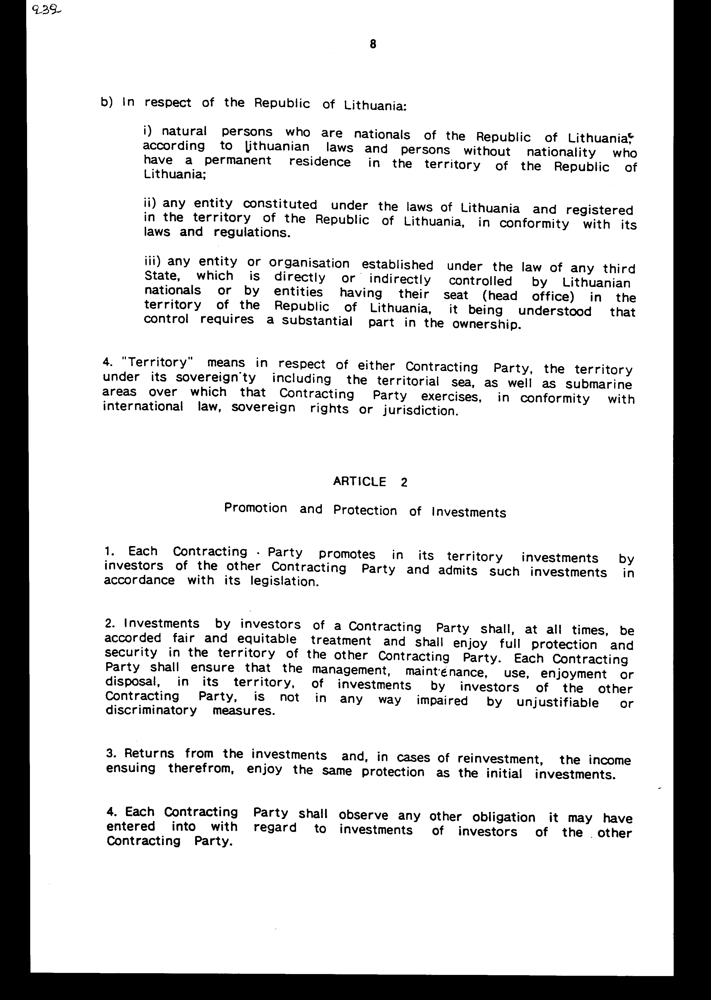 232
8
b) In respect of the Republic of Lithuania:
i) natural persons who are nationals of the Republic of Lithuania,
according to Lithuanian laws and persons without nationality who
have a permanent residence in the territory of the Republic of
Lithuania;
ii) any entity constituted under the laws of Lithuania and registered
in the territory of the Republic of Lithuania, in conformity with its
laws and regulations.
iii) any entity or organisation established under the law of any third
State, which is directly or indirectly controlled by Lithuanian
nationals or by entities having their seat (head office) in the
territory of the Republic of Lithuania, it being understood that
control requires a substantial part in the ownership.
4. "Territory" means in respect of either Contracting Party, the territory
under its sovereignty including the territorial sea, as well as submarine
areas over which that Contracting Party exercises, in conformity with
international law, sovereign rights or jurisdiction.
ARTICLE 2
Promotion and Protection of Investments
1. Each Contracting Party promotes in its territory investments by
investors of the other Contracting Party and admits such investments in
accordance with its legislation.
2. Investments by investors of a Contracting Party shall, at all times, be
accorded fair and equitable treatment and shall enjoy full protection and
security in the territory of the other Contracting Party. Each Contracting
Party shall ensure that the management, maintenance, use, enjoyment or
disposal, in its territory, of investments by investors of the other
Contracting Party, is not in any way impaired by unjustifiable or
discriminatory measures.
3. Returns from the investments and, in cases of reinvestment, the income
ensuing therefrom, enjoy the same protection as the initial investments.
4. Each Contracting Party shall observe any other obligation it may have
entered into with regard to investments of investors of the other
Contracting Party.